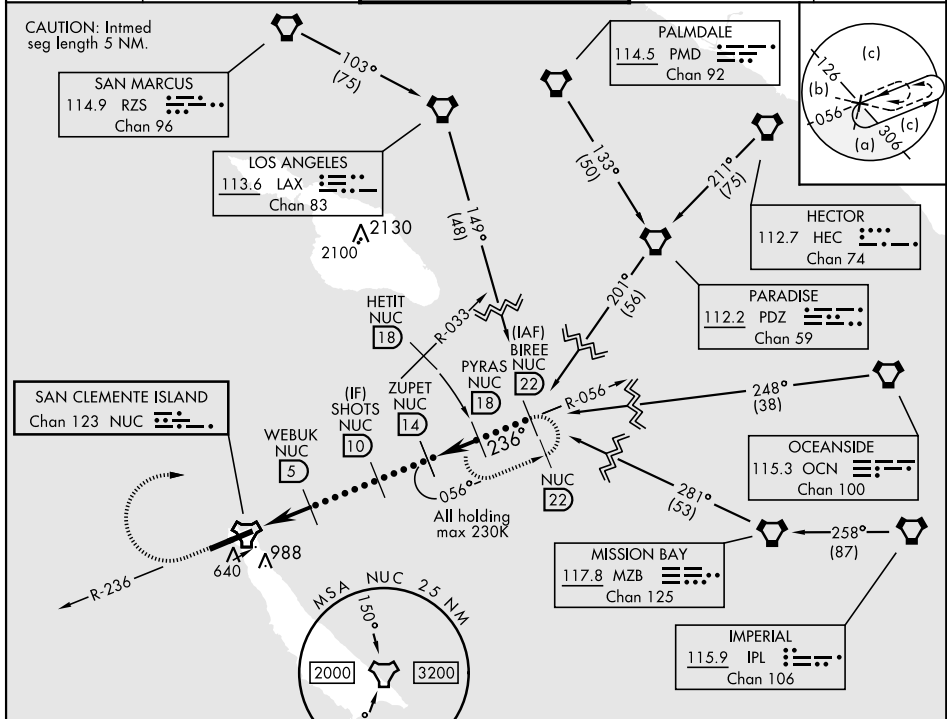 CAUTION: Intmed
seg length 5 NM.
SAN MARCUS
114.9 RZS
Chan 96
103°
(75)
LOS ANGELES
113.6 LAX
Chan 83
149°
(48)
2130
2100
PALMDALE
114.5 PMD
Chan 92
133°
(50)
211°
(75)
126
(c)
(b)
056
(c)
(a)
306
HECTOR
112.7 HEC
Chan 74
PARADISE
112.2 PDZ
Chan 59
201°
(56)
HETIT
NUC
18
R-033
(IAF)
BIREE
NUC
22
PYRAS
NUC
18
ZUPET
NUC
14
(IF)
SHOTS
NUC
10
WEBUK
NUC
5
R-056
236°
056°
NUC
22
All holding
max 230K
248°
(38)
OCEANSIDE
115.3 OCN
Chan 100
281°
(53)
258°
(87)
MISSION BAY
117.8 MZB
Chan 125
IMPERIAL
115.9 IPL
Chan 106
SAN CLEMENTE ISLAND
Chan 123 NUC
R-236
640
988
MSA NUC 25 NM
150°
2000
3200